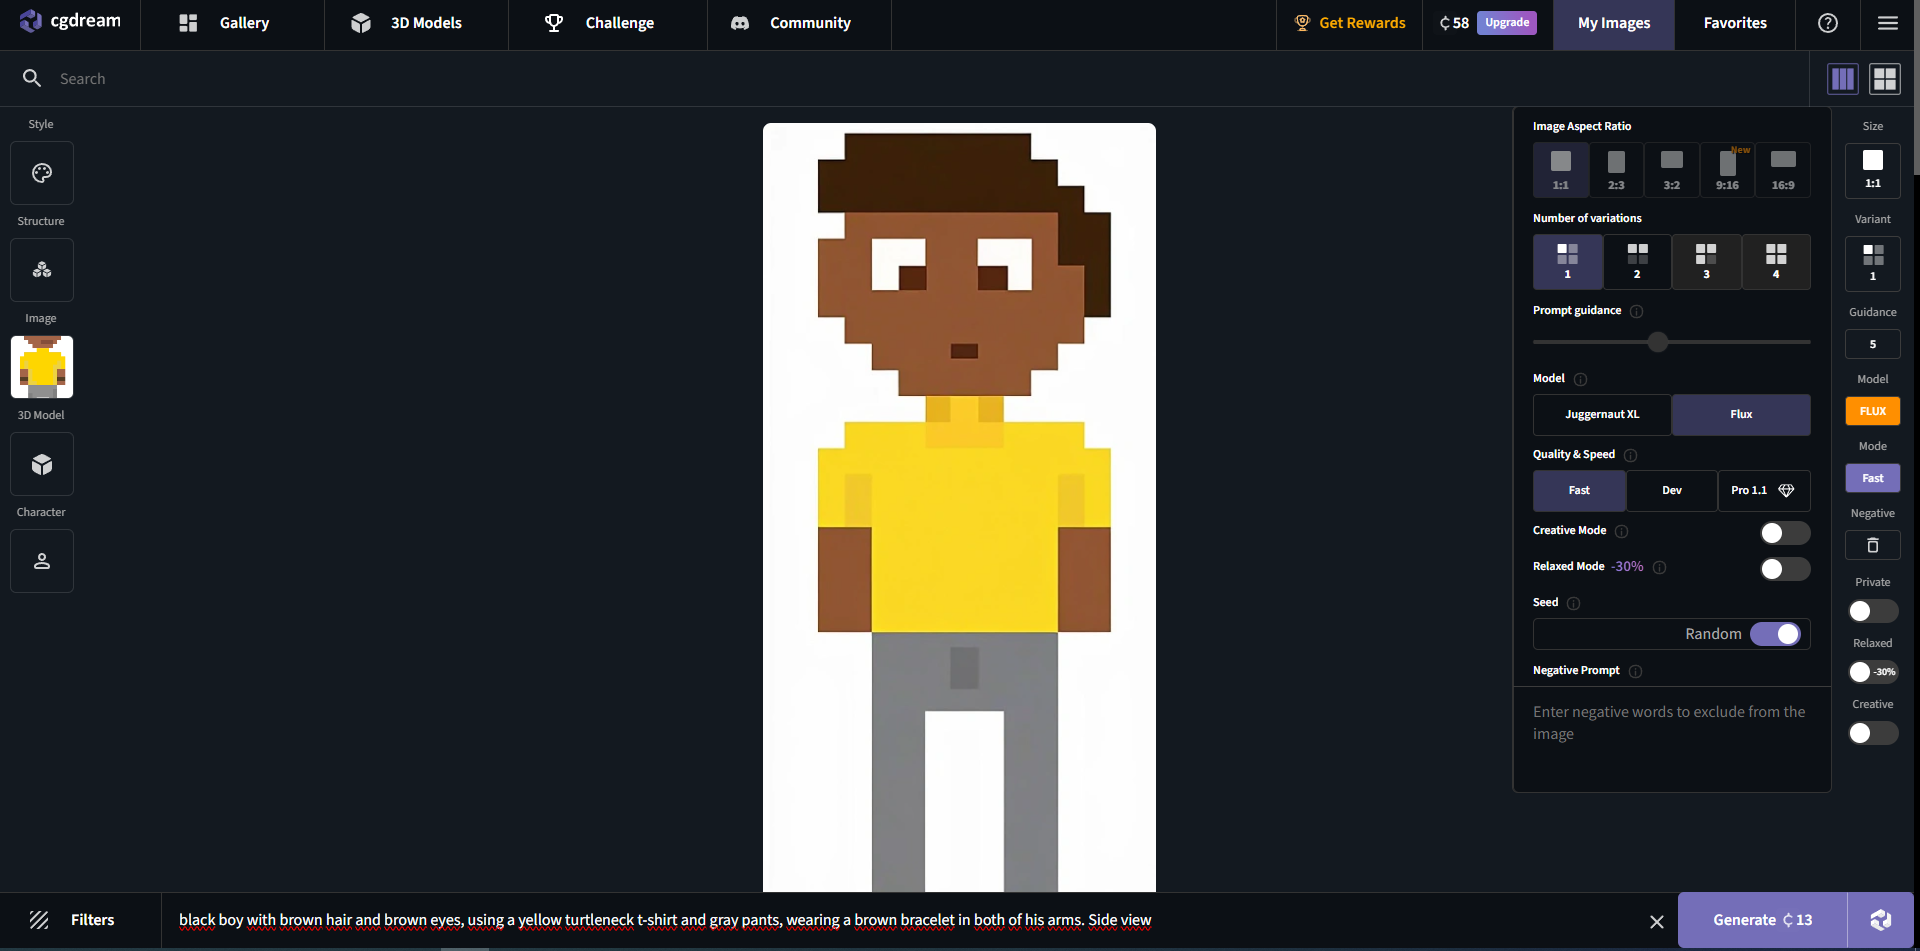 cgdream
Gallery
3D Models
Challenge
Community
Get Rewards
₵ 58
Upgrade
My Images
Favorites
Search
Style
Structure
Image
3D Model
Character
Image Aspect Ratio
New
1:1
2:3
3:2
9:16
16:9
Number of variations
1
2
3
4
Prompt guidance
Model
Juggernaut XL
Flux
Quality & Speed
Fast
Dev
Pro 1.1
Creative Mode
Relaxed Mode -30%
Seed
Random
Negative Prompt
Enter negative words to exclude from the
image
Size
1:1
Variant
1
Guidance
5
Model
FLUX
Mode
Fast
Negative
Private
Relaxed
-30%
Creative
Filters
black boy with brown hair and brown eyes, using a yellow turtleneck t-shirt and gray pants, wearing a brown bracelet in both of his arms. Side view
Generate ₵ 13